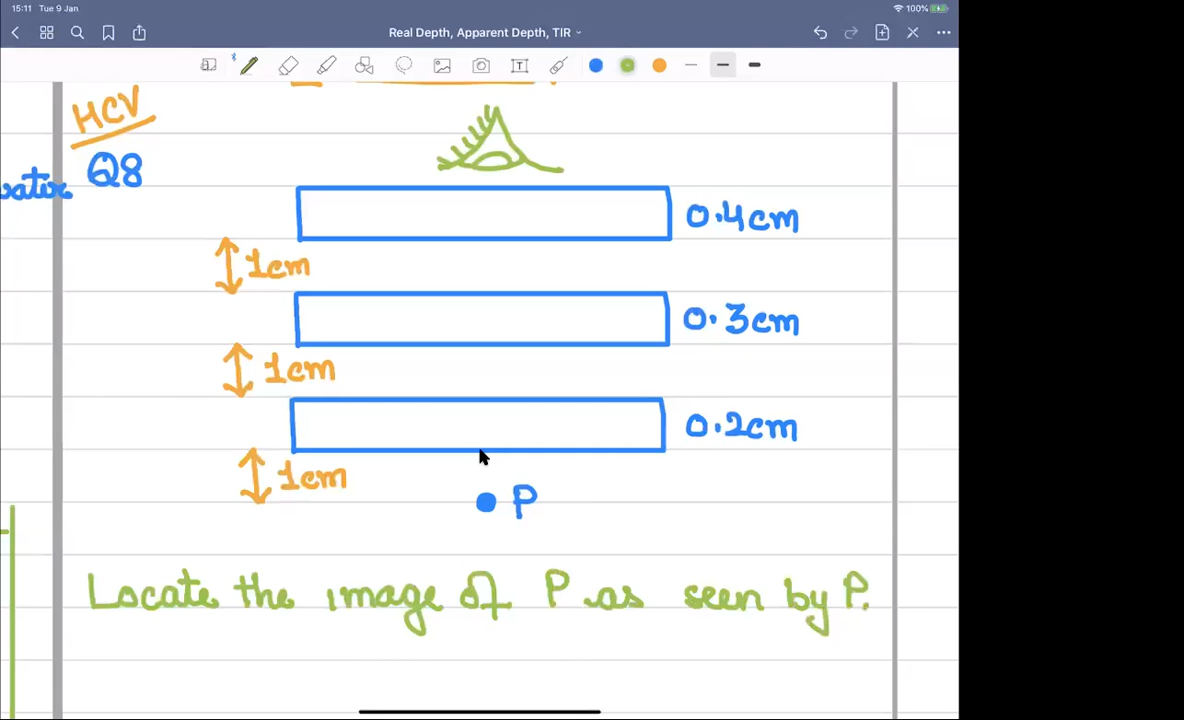 15:11 Tue 9 Jan
100%
Real Depth, Apparent Depth, TIR
HCV
Q8
water
0.4cm
1cm
0.3cm
1cm
0.2cm
1cm
P
Locate the image of P as seen by P.